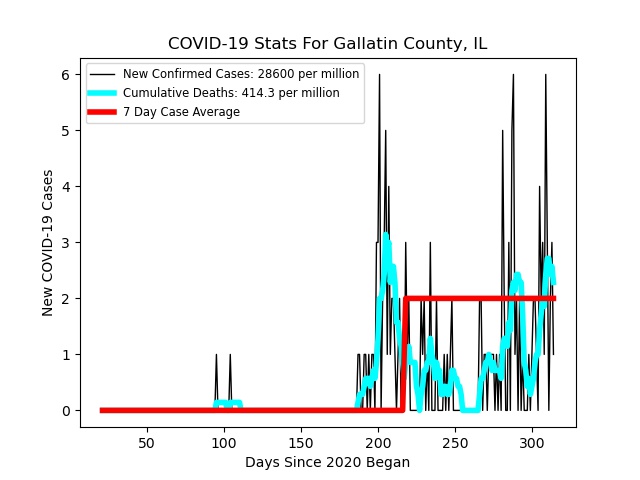 COVID-19 Stats For Gallatin County, IL
New Confirmed Cases: 28600 per million
Cumulative Deaths: 414.3 per million
7 Day Case Average
New COVID-19 Cases
6
5
4
3
2
1
0
50 100 150 200 250 300
Days Since 2020 Began